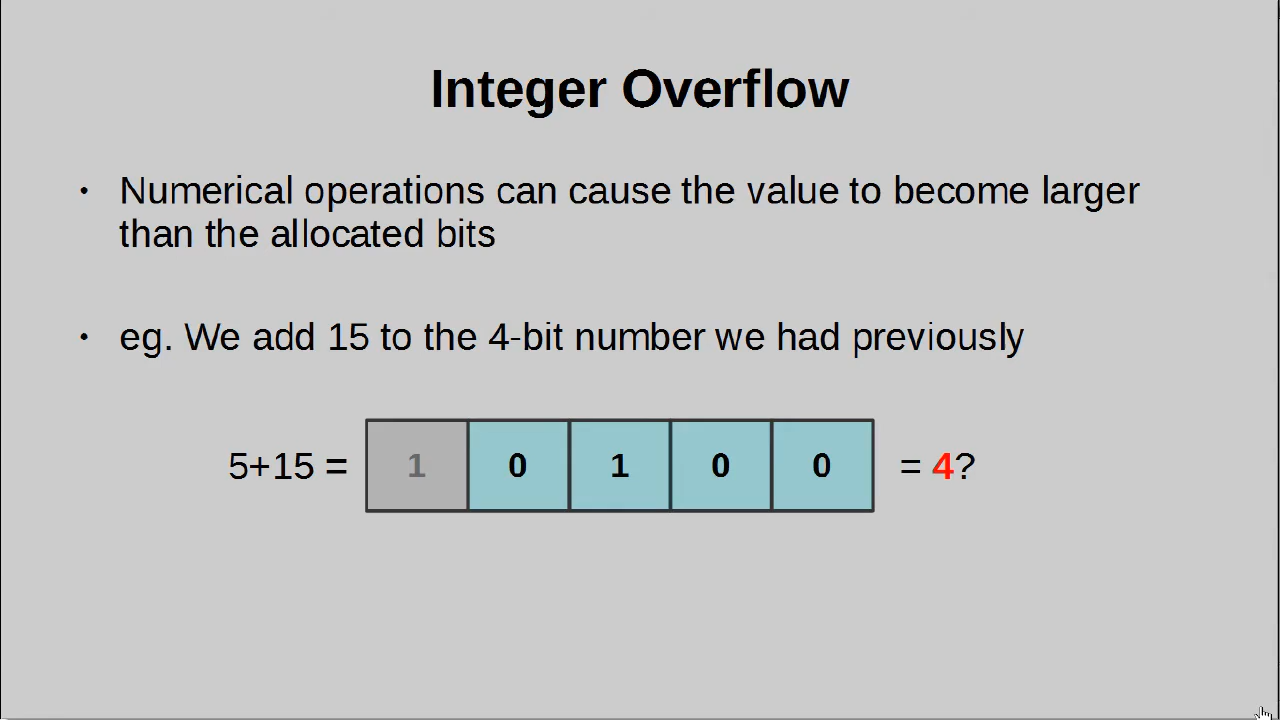 Integer Overflow
• Numerical operations can cause the value to become larger
than the allocated bits
• eg. We add 15 to the 4-bit number we had previously
5+15 = 1 0 1 0 0 = 4?